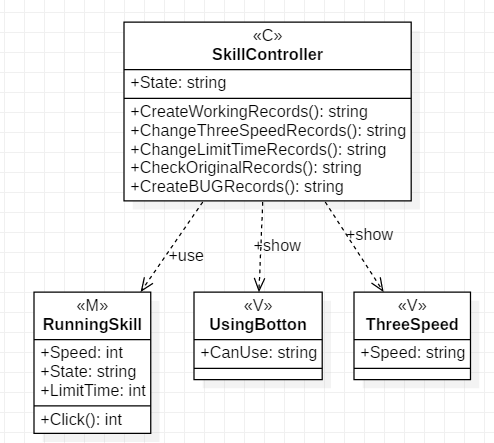 «C»
SkillController
+State: string
+CreateWorkingRecords(): string
+ChangeThreeSpeedRecords(): string
+ChangeLimitTimeRecords(): string
+CheckOriginalRecords(): string
+CreateBUGRecords(): string
+use
+show
+show
«M»
RunningSkill
+Speed: int
+State: string
+LimitTime: int
+Click(): int
«V»
UsingBotton
+CanUse: string
«V»
ThreeSpeed
+Speed: string